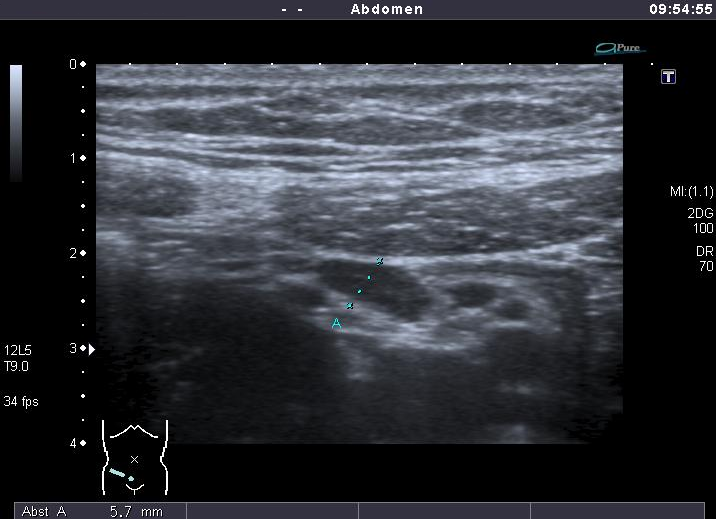 - - Abdomen 09:54:55
aPure
T
0
1
2
3
4
MI:(1.1)
2DG
100
DR
70
12L5
T9.0
34 fps
A
Abst A 5.7 mm